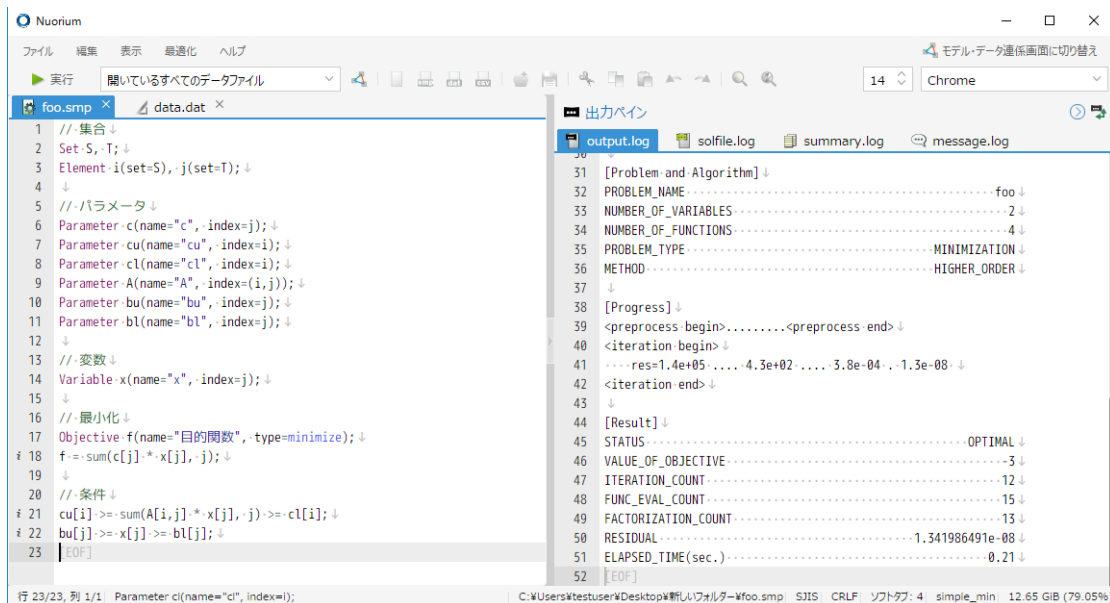 Nuorium
ファイル 編集 表示 最適化 ヘルプ モデル・データ連係画面に切り替え
実行 開いているすべてのデータファイル 14 Chrome
foo.smp × data.dat ×
1 // 集合↓
2 Set S, T;↓
3 Element i(set=S), j(set=T);↓
4 ↓
5 // パラメータ↓
6 Parameter c(name="c", index=j);↓
7 Parameter cu(name="cu", index=i);↓
8 Parameter cl(name="cl", index=i);↓
9 Parameter A(name="A", index=(i,j));↓
10 Parameter bu(name="bu", index=j);↓
11 Parameter bl(name="bl", index=j);↓
12 ↓
13 // 変数↓
14 Variable x(name="x", index=j);↓
15 ↓
16 // 最小化↓
17 Objective f(name="目的関数", type=minimize);↓
i 18 f = sum(c[j] * x[j], j);↓
19 ↓
20 // 条件↓
i 21 cu[i] >= sum(A[i,j] * x[j], j) >= cl[i];↓
i 22 bu[j] >= x[j] >= bl[j];↓
23 [EOF]
出力ペイン
output.log solfile.log summary.log message.log
30 ↓
31 [Problem and Algorithm]↓
32 PROBLEM_NAME foo↓
33 NUMBER_OF_VARIABLES 2↓
34 NUMBER_OF_FUNCTIONS 4↓
35 PROBLEM_TYPE MINIMIZATION↓
36 METHOD HIGHER_ORDER↓
37 ↓
38 [Progress]↓
39 <preprocess begin>.........<preprocess end>↓
40 <iteration begin>↓
41 res=1.4e+05 .... 4.3e+02 .... 3.8e-04 .. 1.3e-08 ↓
42 <iteration end>↓
43 ↓
44 [Result]↓
45 STATUS OPTIMAL↓
46 VALUE_OF_OBJECTIVE -3↓
47 ITERATION_COUNT 12↓
48 FUNC_EVAL_COUNT 15↓
49 FACTORIZATION_COUNT 13↓
50 RESIDUAL 1.341986491e-08↓
51 ELAPSED_TIME(sec.) 0.21↓
52 [EOF]
行 23/23, 列 1/1 Parameter cl(name="cl", index=i); C:¥Users¥testuser¥Desktop¥新しいフォルダー¥foo.smp SJIS CRLF ソフトタブ: 4 simple_min 12.65 GiB (79.05%